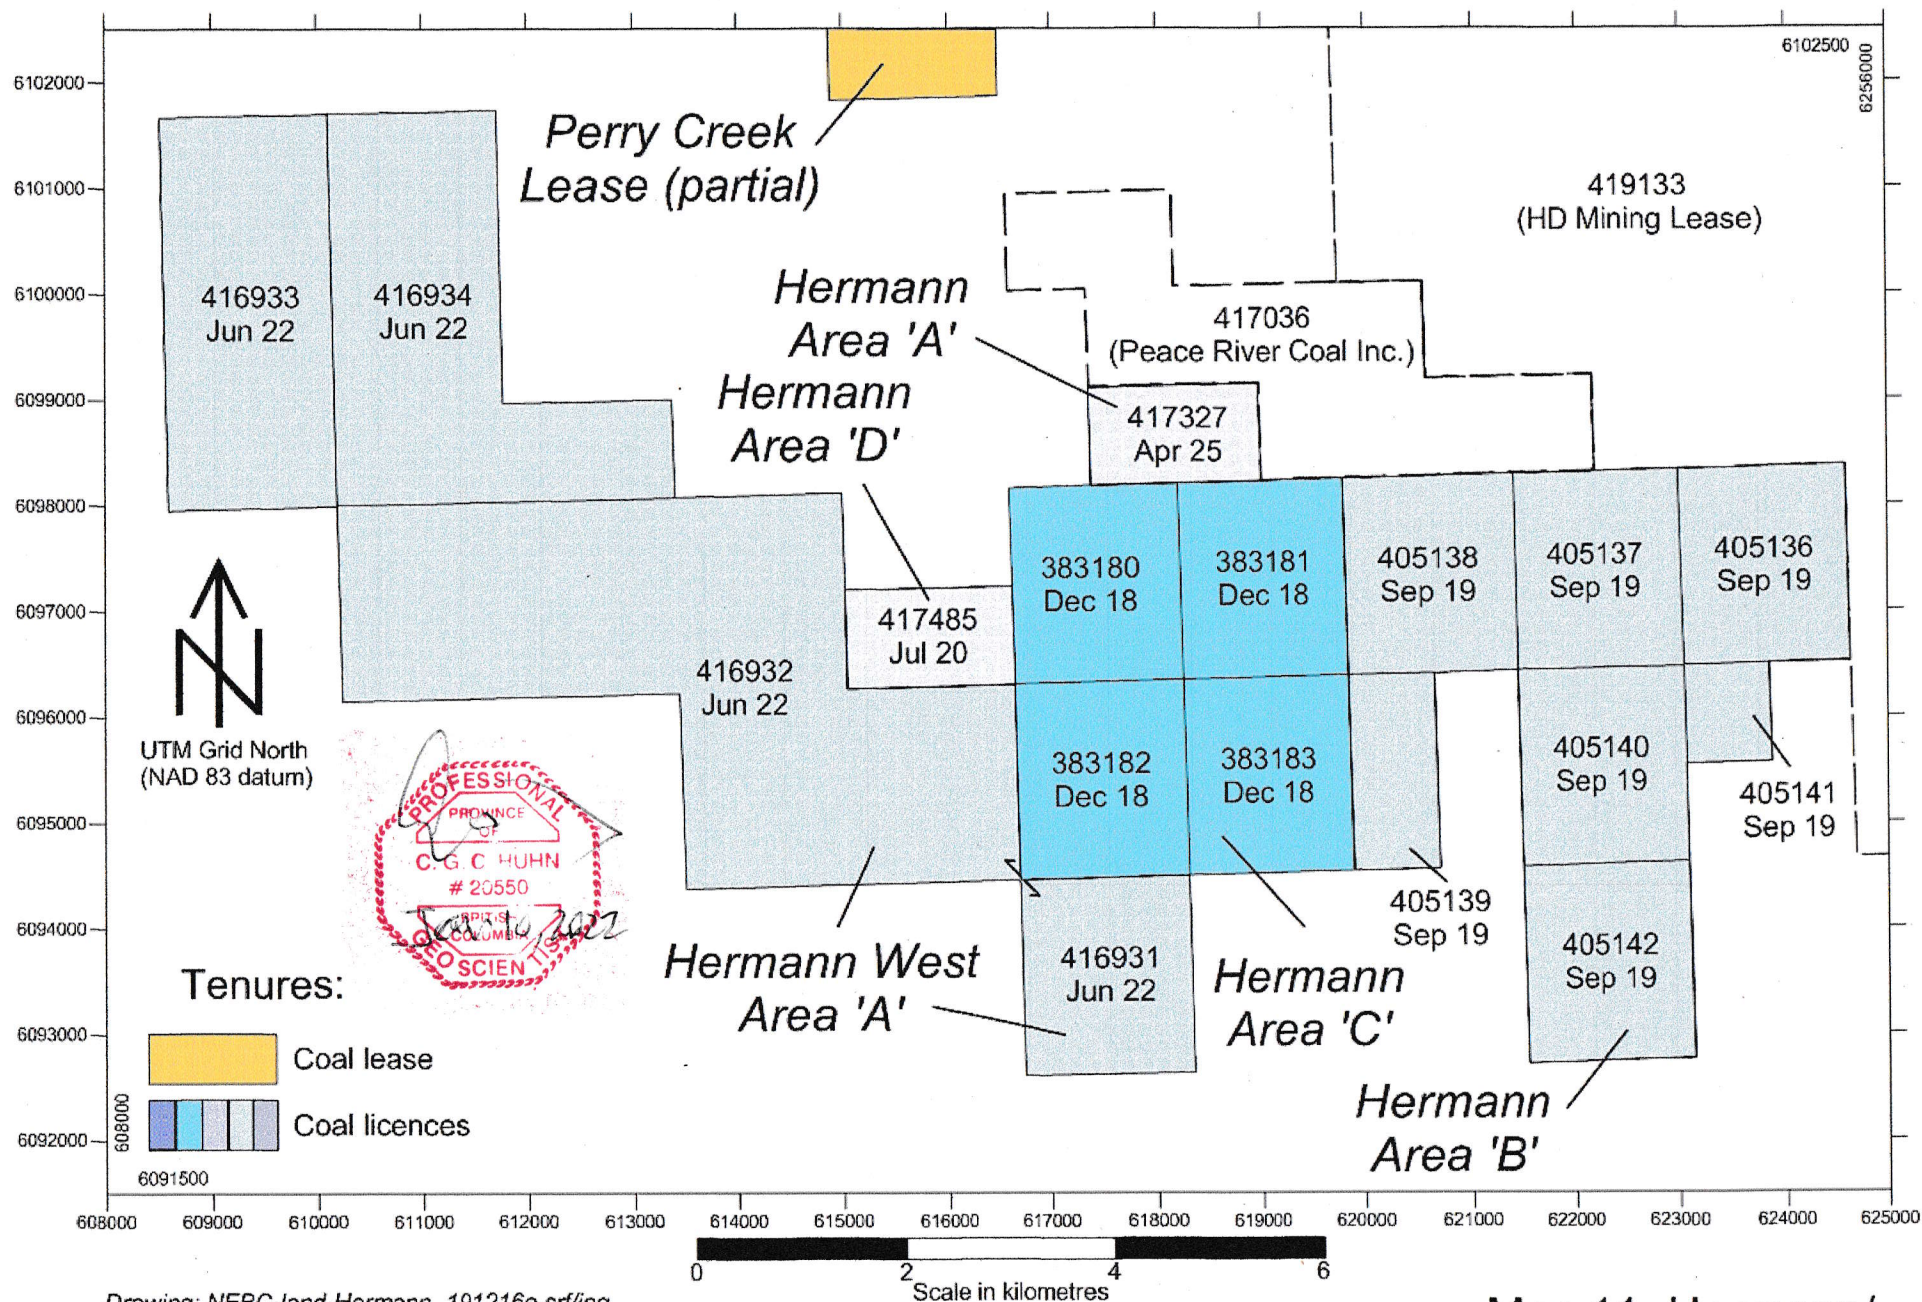 6102500
6256000
6102000
6101000
6100000
6099000
6098000
6097000
6096000
6095000
6094000
6093000
6092000
Perry Creek
Lease (partial)
419133
(HD Mining Lease)
416933
Jun 22
416934
Jun 22
Hermann
Area 'A'
417036
(Peace River Coal Inc.)
Hermann
Area 'D'
417327
Apr 25
383180
Dec 18
383181
Dec 18
405138
Sep 19
405137
Sep 19
405136
Sep 19
417485
Jul 20
416932
Jun 22
UTM Grid North
(NAD 83 datum)
383182
Dec 18
383183
Dec 18
405140
Sep 19
405141
Sep 19
405139
Sep 19
PROFESSIONAL
PROVINCE
OF
C. G. C. HUHN
# 20550
BRITISH
COLUMBIA
GEOSCIENTIST
2022
Hermann West
Area 'A'
416931
Jun 22
Hermann
Area 'C'
405142
Sep 19
Hermann
Area 'B'
Tenures:
Coal lease
Coal licences
608000
6091500
608000 609000 610000 611000 612000 613000 614000 615000 616000 617000 618000 619000 620000 621000 622000 623000 624000 625000
0 2 4 6
Scale in kilometres